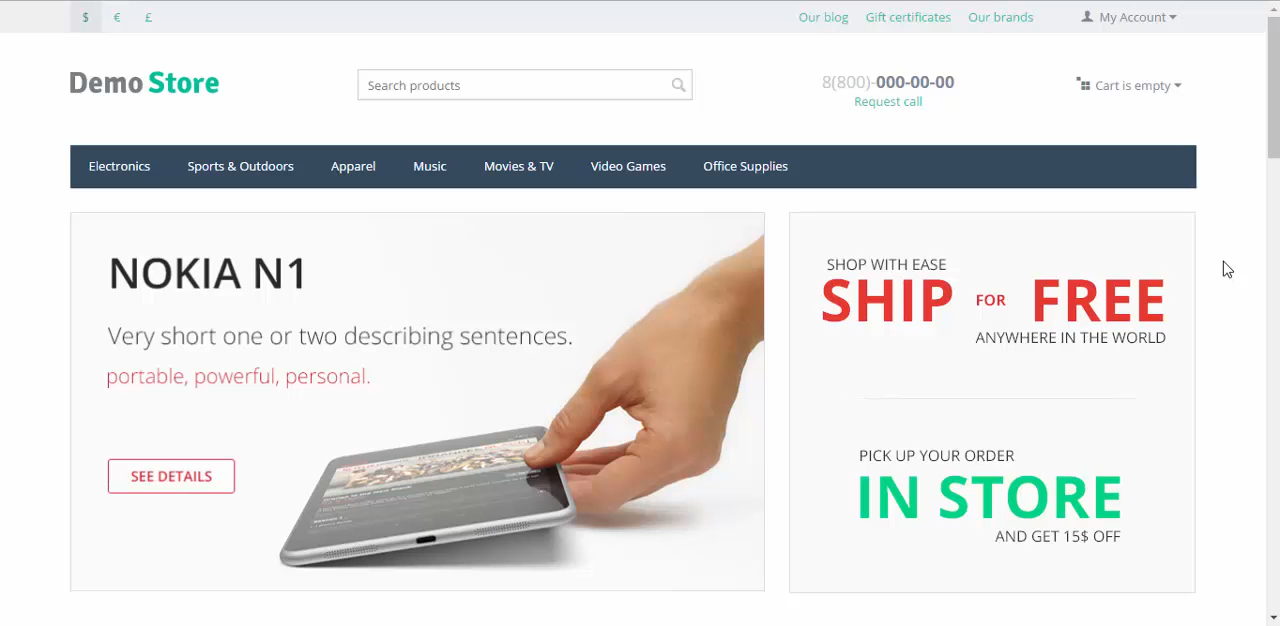 $ € £ Our blog Gift certificates Our brands My Account
Demo Store Search products 8(800)-000-00-00 Cart is empty
Request call
Electronics Sports & Outdoors Apparel Music Movies & TV Video Games Office Supplies
NOKIA N1
Very short one or two describing sentences.
portable, powerful, personal.
SEE DETAILS
SHOP WITH EASE
SHIP FOR FREE
ANYWHERE IN THE WORLD
PICK UP YOUR ORDER
IN STORE
AND GET 15$ OFF